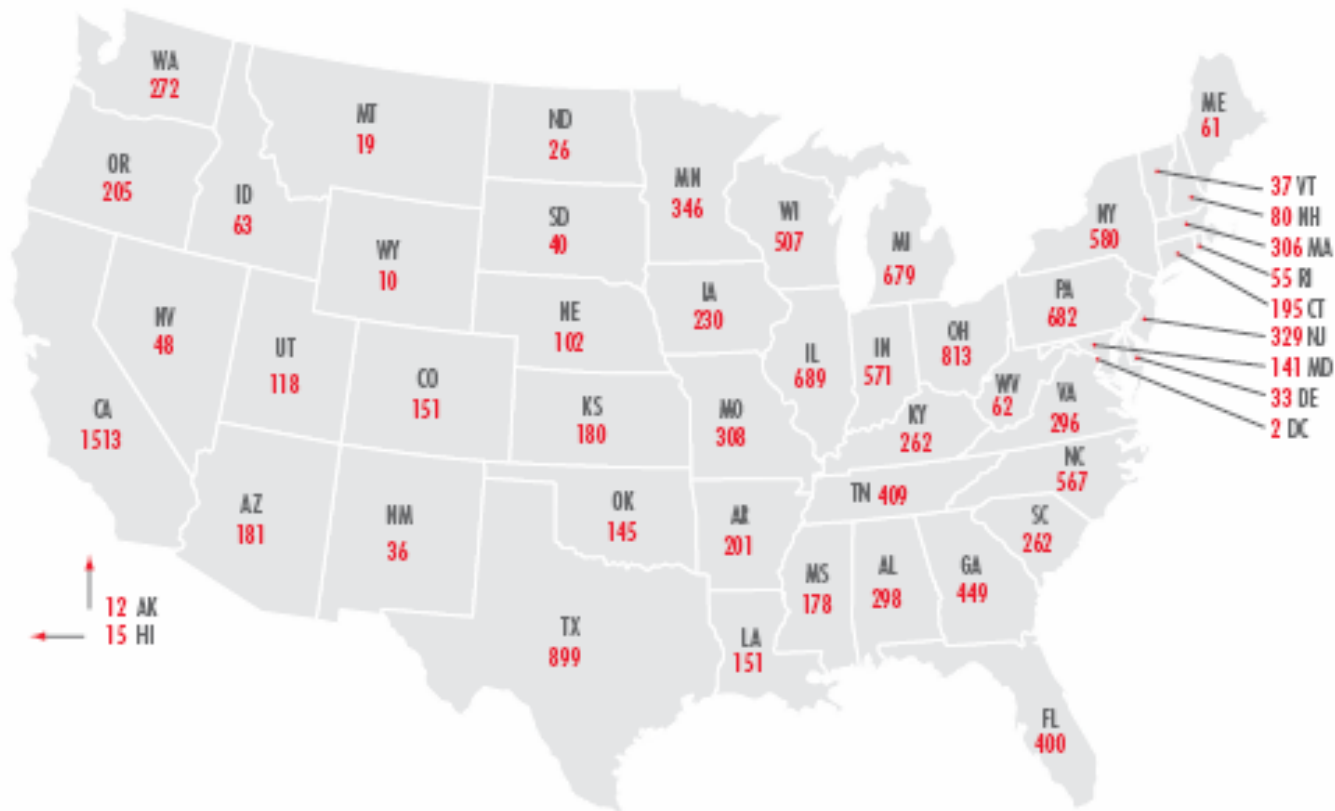 WA
272
MT
19
ND
26
ME
61
OR
205
ID
63
MN
346
SD
40
WI
507
MI
679
NY
580
37 VT
80 NH
306 MA
55 RI
195 CT
329 NJ
141 MD
33 DE
2 DC
WY
10
IA
230
PA
682
NV
48
UT
118
NE
102
IL
689
IN
571
OH
813
WV
62
VA
296
CA
1513
CO
151
KS
180
MO
308
KY
262
NC
567
TN 409
AZ
181
NM
36
OK
145
AR
201
SC
262
MS
178
AL
298
GA
449
12 AK
15 HI
TX
899
LA
151
FL
400